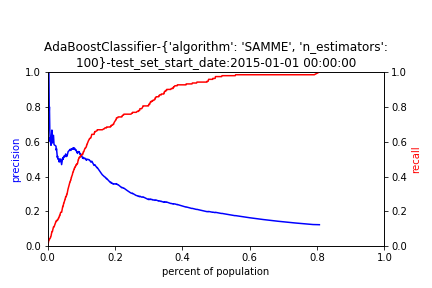 AdaBoostClassifier-{'algorithm': 'SAMME', 'n_estimators':
100}-test_set_start_date:2015-01-01 00:00:00
1.0
0.8
0.6
0.4
0.2
0.0
precision
1.0
0.8
0.6
0.4
0.2
0.0
recall
0.0 0.2 0.4 0.6 0.8 1.0
percent of population